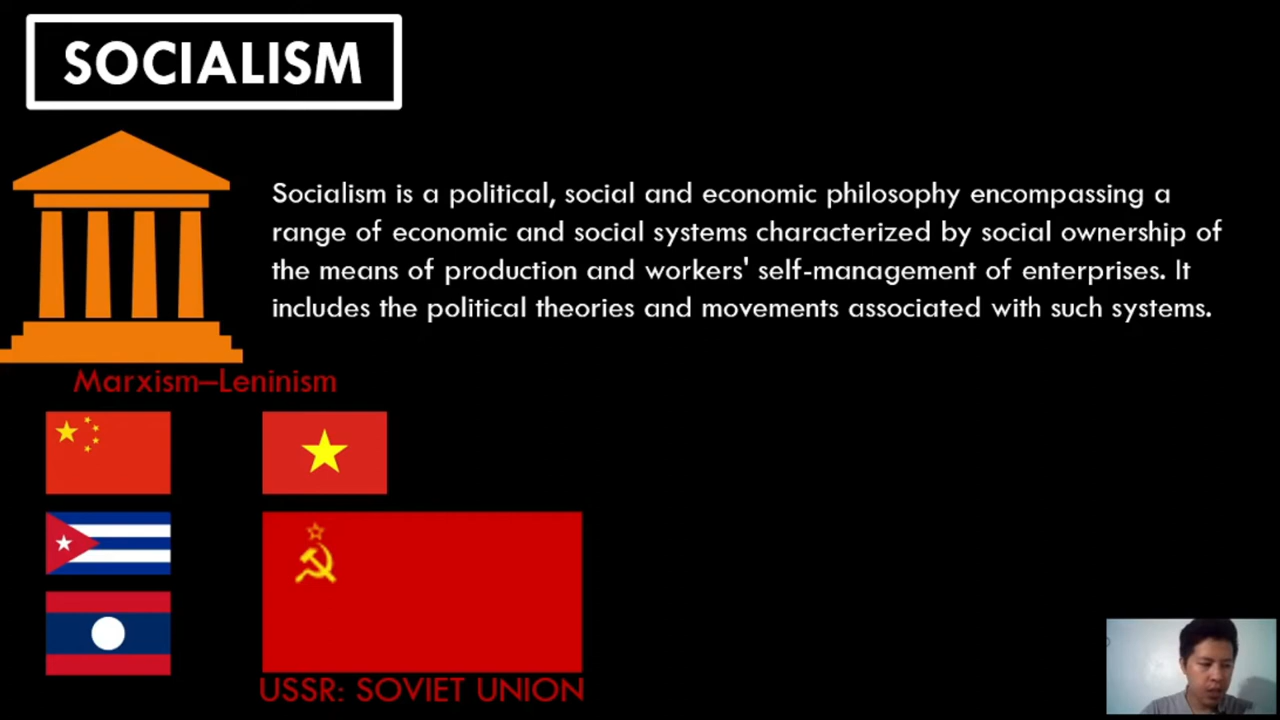 SOCIALISM
Socialism is a political, social and economic philosophy encompassing a
range of economic and social systems characterized by social ownership of
the means of production and workers' self-management of enterprises. It
includes the political theories and movements associated with such systems.
Marxism–Leninism
USSR: SOVIET UNION